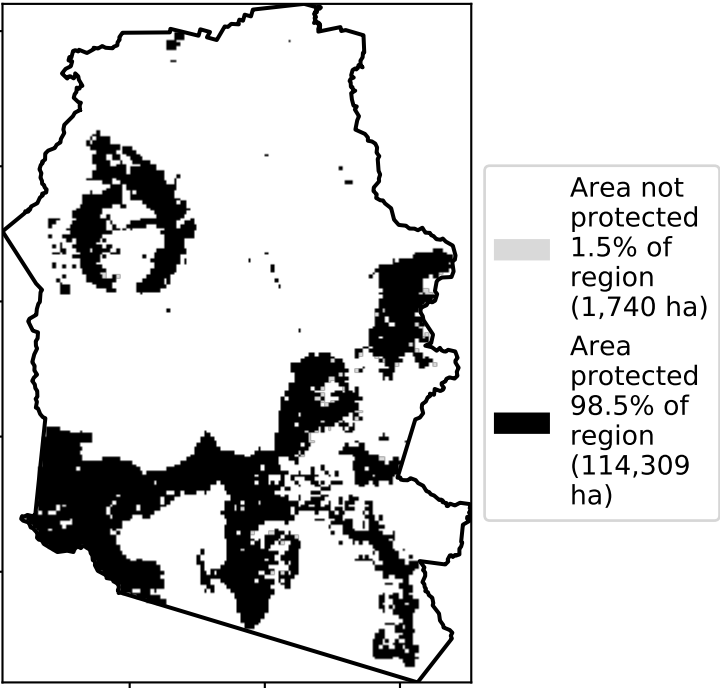 Area not
protected
1.5% of
region
(1,740 ha)
Area
protected
98.5% of
region
(114,309
ha)